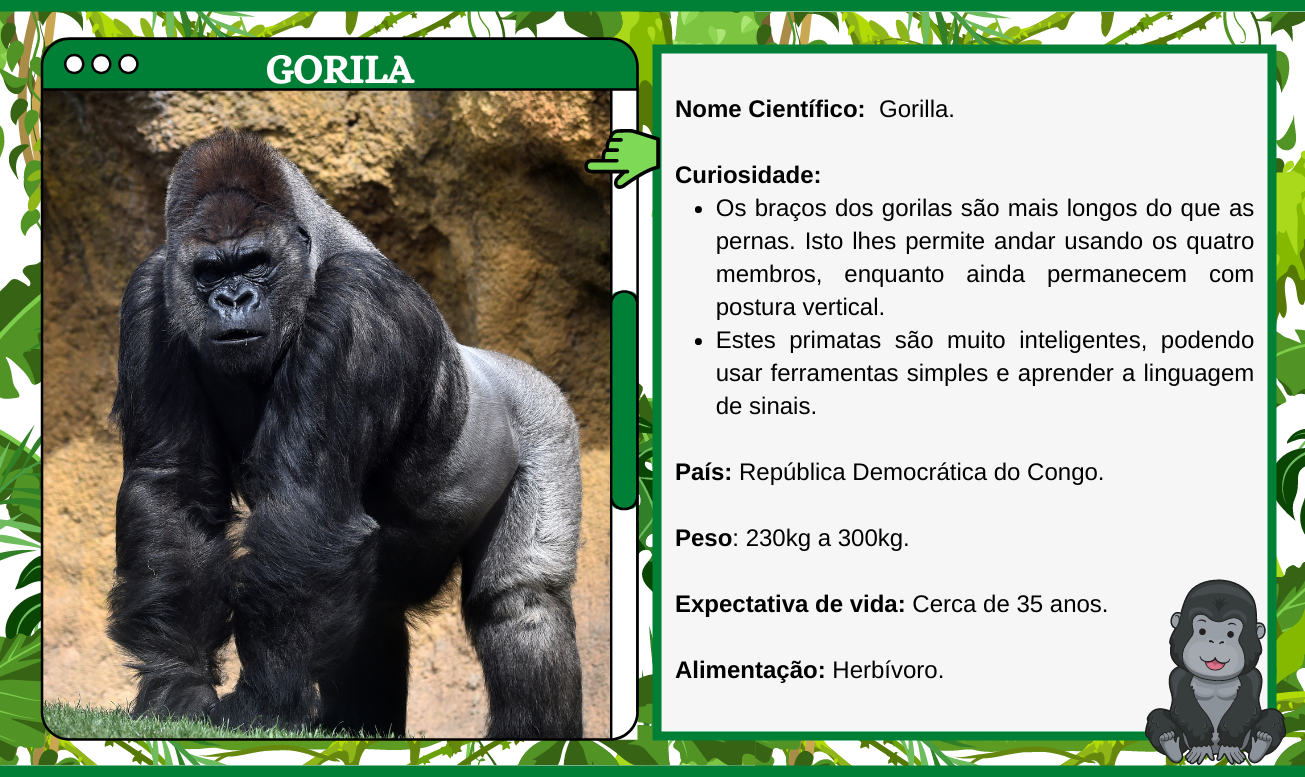 GORILA
Nome Científico: Gorilla.
Curiosidade:
• Os braços dos gorilas são mais longos do que as
pernas. Isto lhes permite andar usando os quatro
membros, enquanto ainda permanecem com
postura vertical.
• Estes primatas são muito inteligentes, podendo
usar ferramentas simples e aprender a linguagem
de sinais.
País: República Democrática do Congo.
Peso: 230kg a 300kg.
Expectativa de vida: Cerca de 35 anos.
Alimentação: Herbívoro.